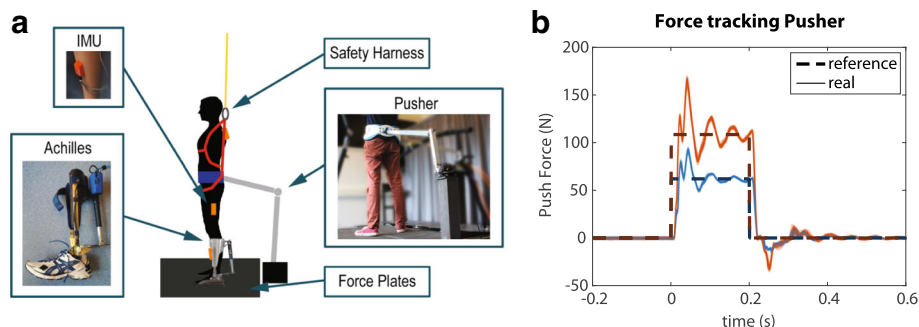 a
IMU
Safety Harness
Pusher
Achilles
Force Plates
b
Force tracking Pusher
reference
real
Push Force (N)
200
150
100
50
0
-50
-0.2
0
0.2
0.4
0.6
time (s)